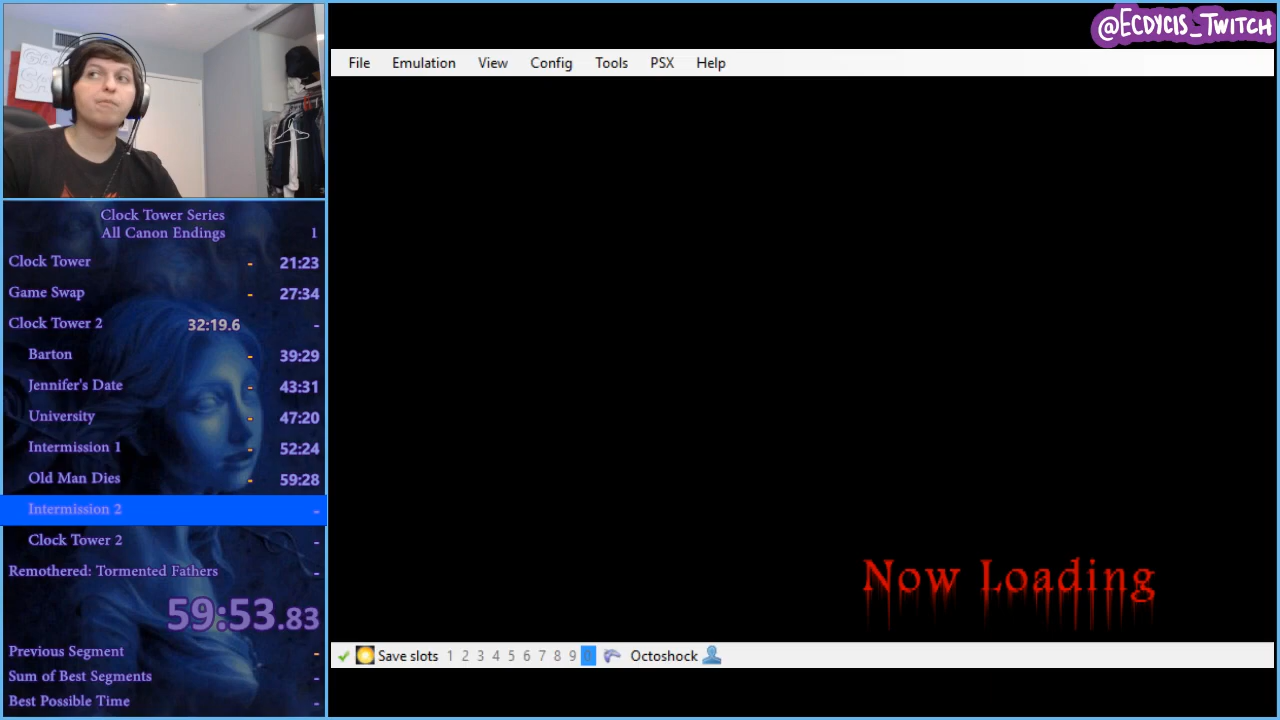 @Ecdycis_Twitch
File Emulation View Config Tools PSX Help
Clock Tower Series
All Canon Endings 1
Clock Tower - 21:23
Game Swap - 27:34
Clock Tower 2 32:19.6 -
Barton - 39:29
Jennifer's Date - 43:31
University - 47:20
Intermission 1 - 52:24
Old Man Dies - 59:28
Intermission 2 -
Clock Tower 2 -
Remothered: Tormented Fathers -
59:53.83
Previous Segment -
Sum of Best Segments -
Best Possible Time -
Now Loading
Save slots 1 2 3 4 5 6 7 8 9 0 Octoshock